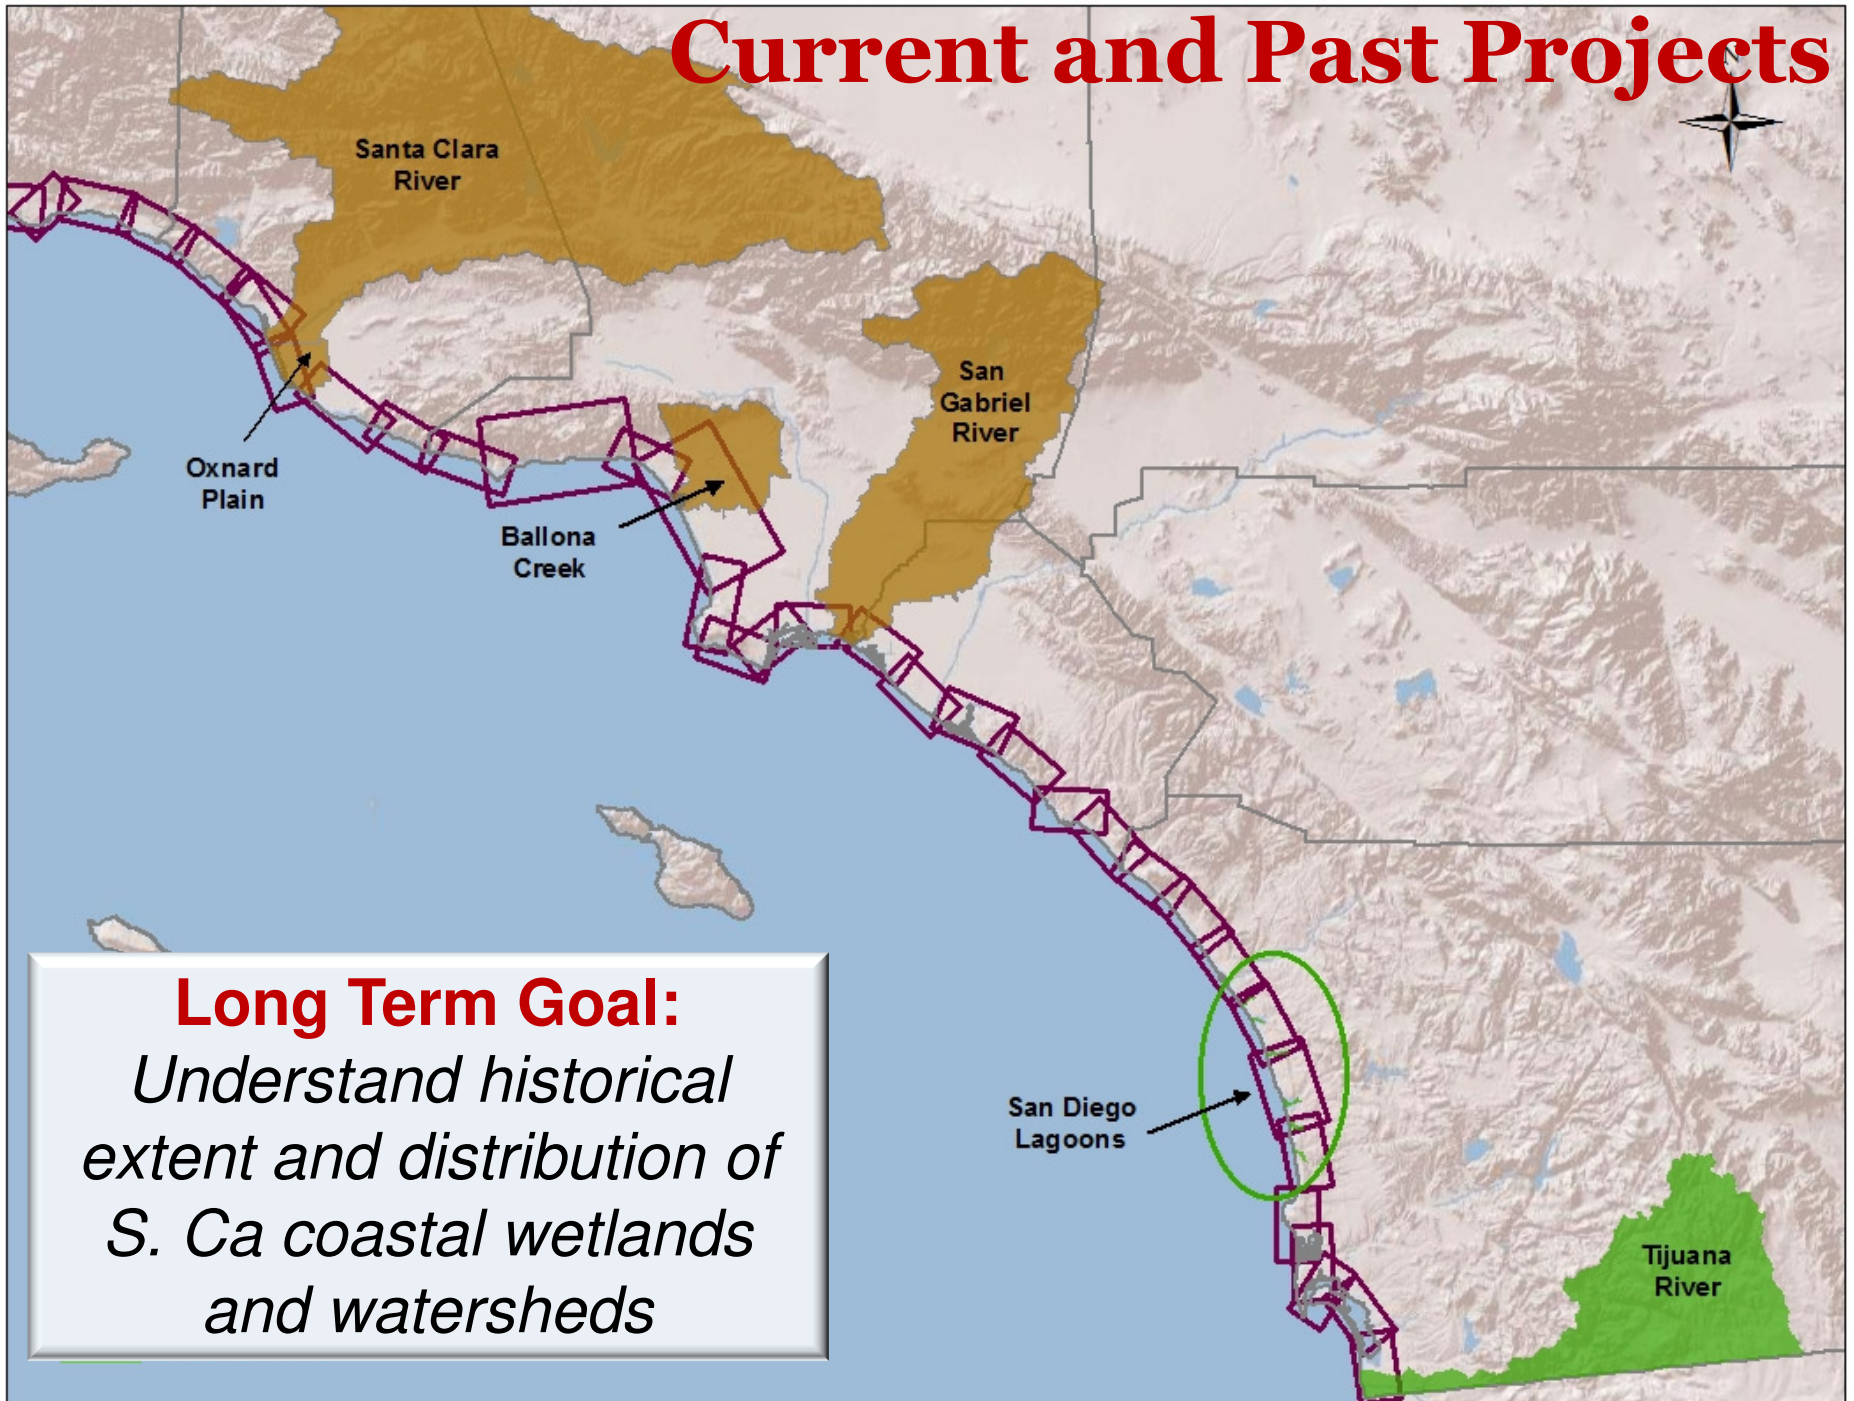 Current and Past Projects
N
Santa Clara
River
San
Gabriel
River
Oxnard
Plain
Ballona
Creek
Long Term Goal:
Understand historical
extent and distribution of
S. Ca coastal wetlands
and watersheds
San Diego
Lagoons
Tijuana
River